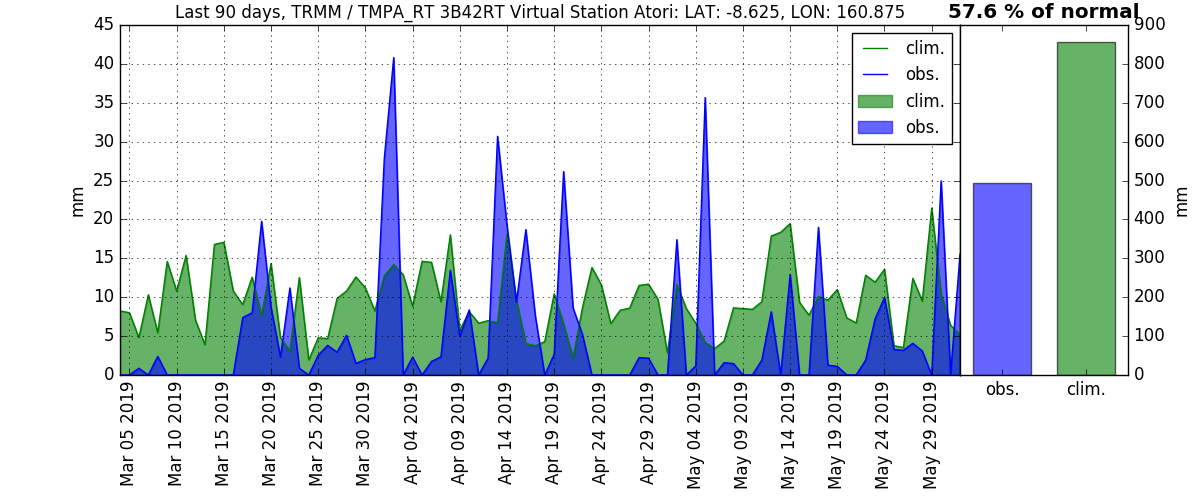 Last 90 days, TRMM / TMPA_RT 3B42RT Virtual Station Atori: LAT: -8.625, LON: 160.875
57.6 % of normal
45
40
35
30
25
20
15
10
5
0
mm
clim.
obs.
clim.
obs.
900
800
700
600
500
400
300
200
100
0
mm
obs.
clim.
Mar 05 2019
Mar 10 2019
Mar 15 2019
Mar 20 2019
Mar 25 2019
Mar 30 2019
Apr 04 2019
Apr 09 2019
Apr 14 2019
Apr 19 2019
Apr 24 2019
Apr 29 2019
May 04 2019
May 09 2019
May 14 2019
May 19 2019
May 24 2019
May 29 2019